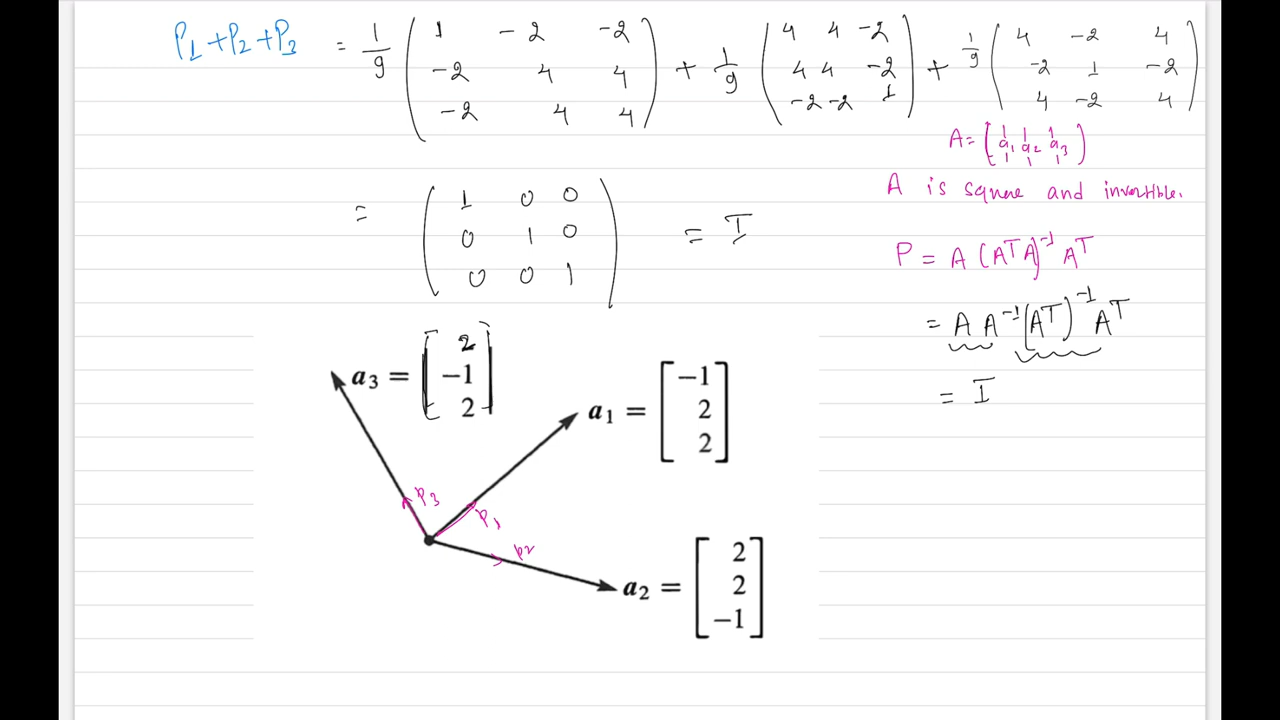 P1 + P2 + P3 = 1/9 ( 1 -2 -2 ) + 1/9 ( 4 4 -2 ) + 1/9 ( 4 -2 4 )
( -2 4 4 ) ( 4 4 -2 ) ( -2 1 -2 )
( -2 4 4 ) ( -2 -2 1 ) ( 4 -2 4 )
A = [ a1 a2 a3 ]
A is square and invertible.
= ( 1 0 0 ) = I
( 0 1 0 )
( 0 0 1 )
P = A (AᵀA)⁻¹ Aᵀ
= A A⁻¹ (Aᵀ)⁻¹ Aᵀ
= I
a3 = [ 2
-1
2 ]
a1 = [ -1
2
2 ]
P3
P1
P2
a2 = [ 2
2
-1 ]